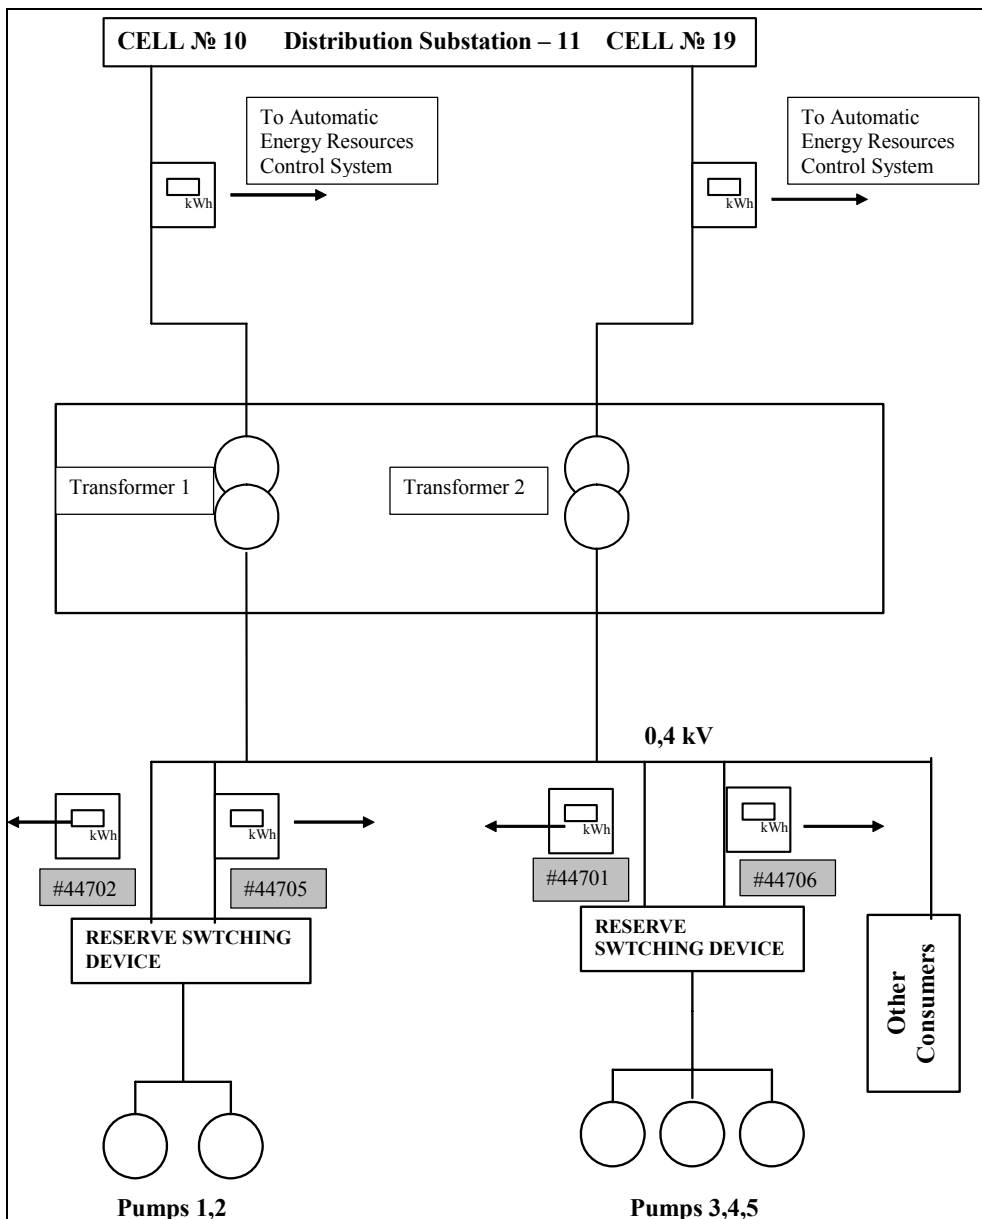 CELL № 10 Distribution Substation – 11 CELL № 19
To Automatic
Energy Resources
Control System
To Automatic
Energy Resources
Control System
kWh
kWh
Transformer 1
Transformer 2
0,4 kV
kWh
kWh
kWh
kWh
#44702
#44705
#44701
#44706
RESERVE SWTCHING
DEVICE
RESERVE
SWTCHING DEVICE
Other
Consumers
Pumps 1,2
Pumps 3,4,5